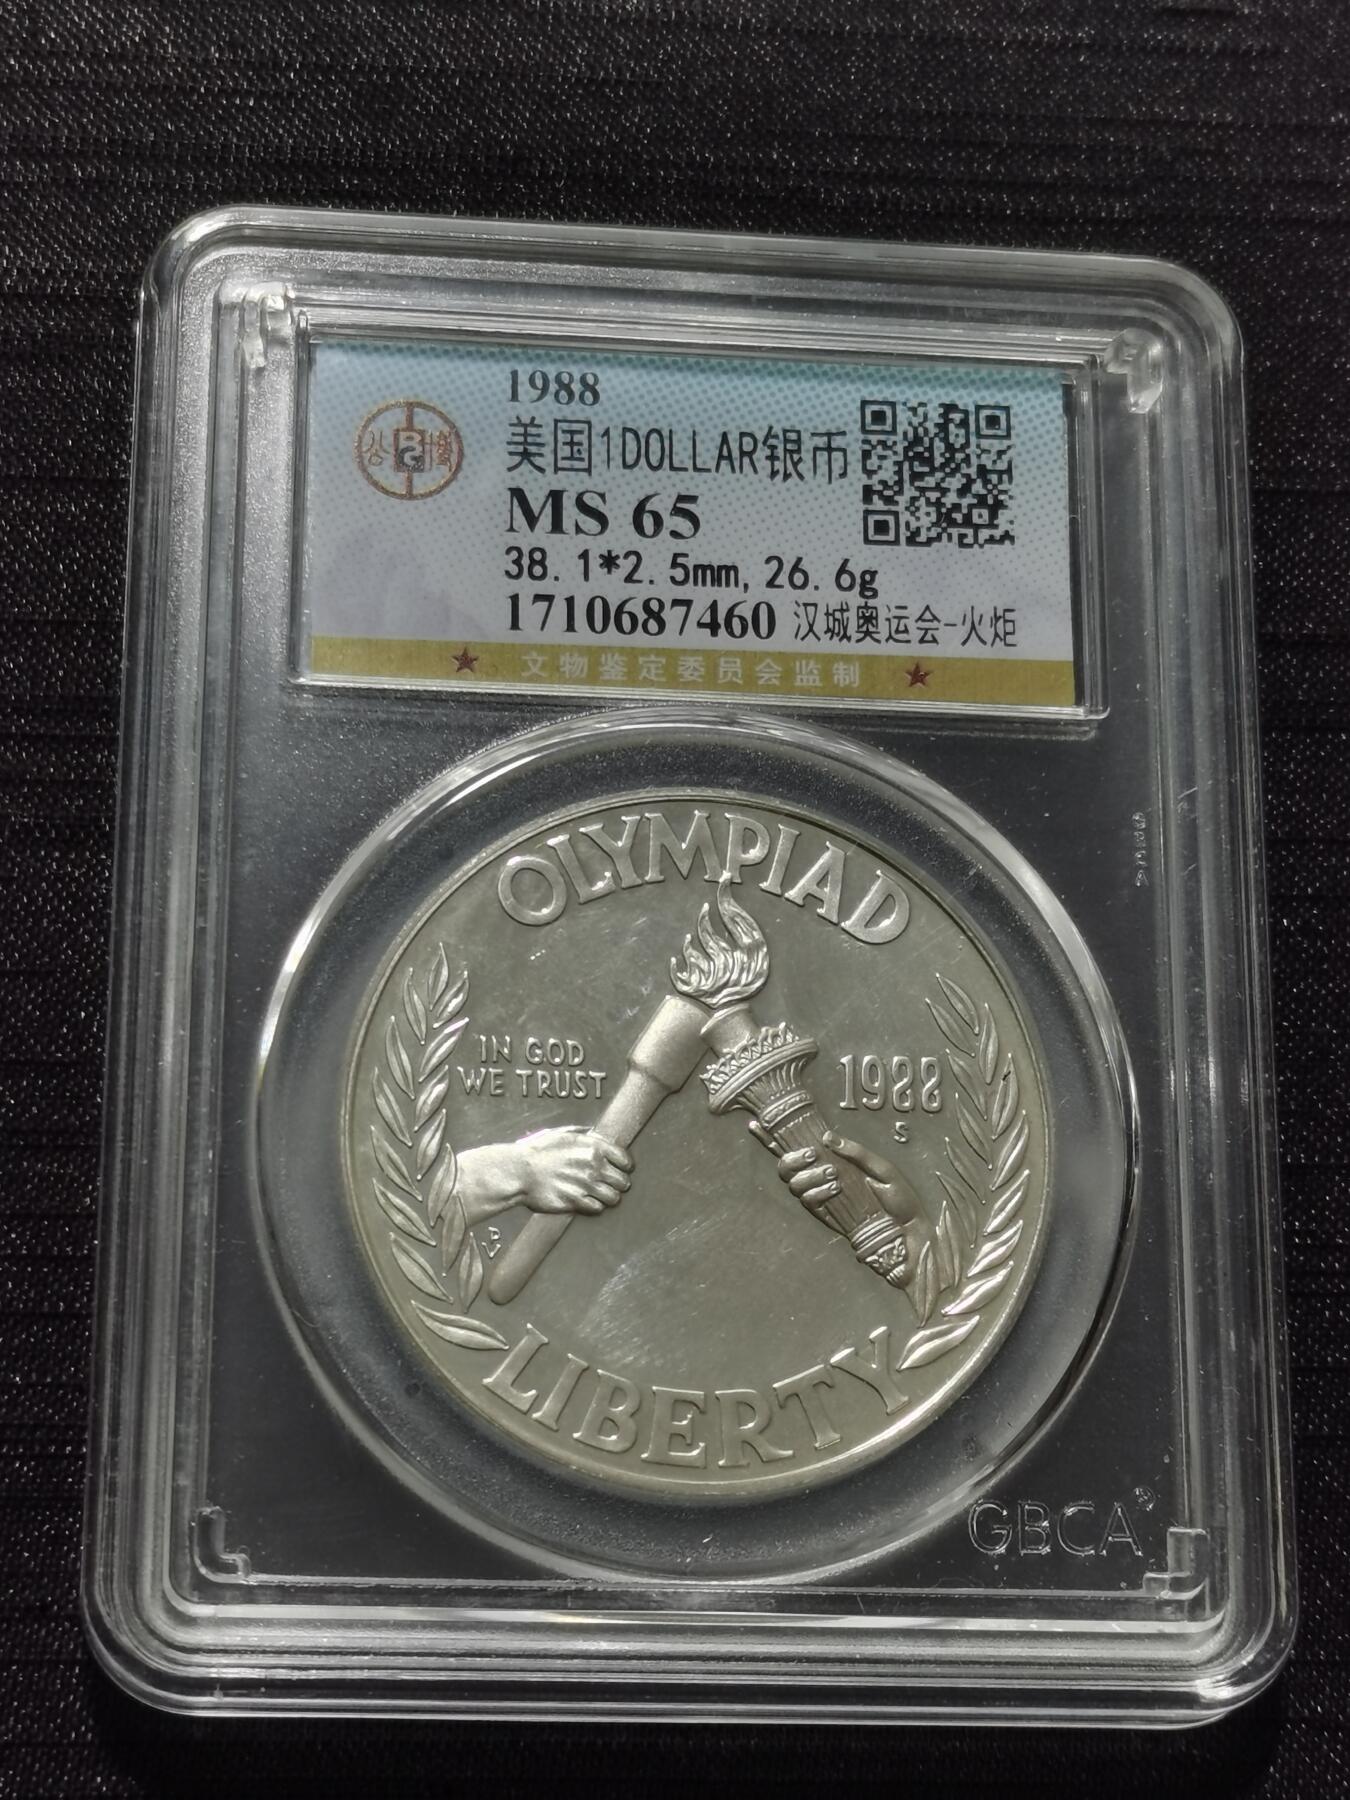 1988
美国1DOLLAR银币
MS 65
38.1*2.5mm,26.6g
1710687460 汉城奥运会-火炬
★ 文物鉴定委员会监制 ★
OLYMPIAD
IN GOD
WE TRUST
1988
S
LIBERTY
GBCA